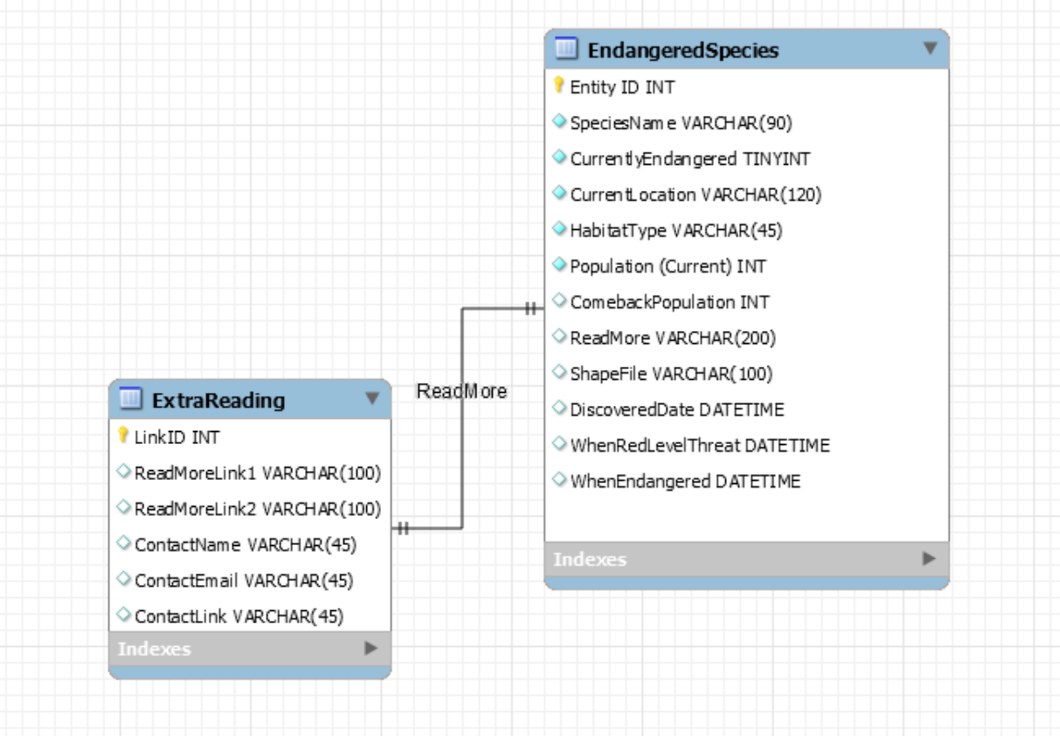 EndangeredSpecies
Entity ID INT
SpeciesName VARCHAR(90)
CurrentlyEndangered TINYINT
CurrentLocation VARCHAR(120)
HabitatType VARCHAR(45)
Population (Current) INT
ComebackPopulation INT
ReadMore VARCHAR(200)
ShapeFile VARCHAR(100)
DiscoveredDate DATETIME
WhenRedLevelThreat DATETIME
WhenEndangered DATETIME
Indexes
ReadMore
ExtraReading
LinkID INT
ReadMoreLink1 VARCHAR(100)
ReadMoreLink2 VARCHAR(100)
ContactName VARCHAR(45)
ContactEmail VARCHAR(45)
ContactLink VARCHAR(45)
Indexes